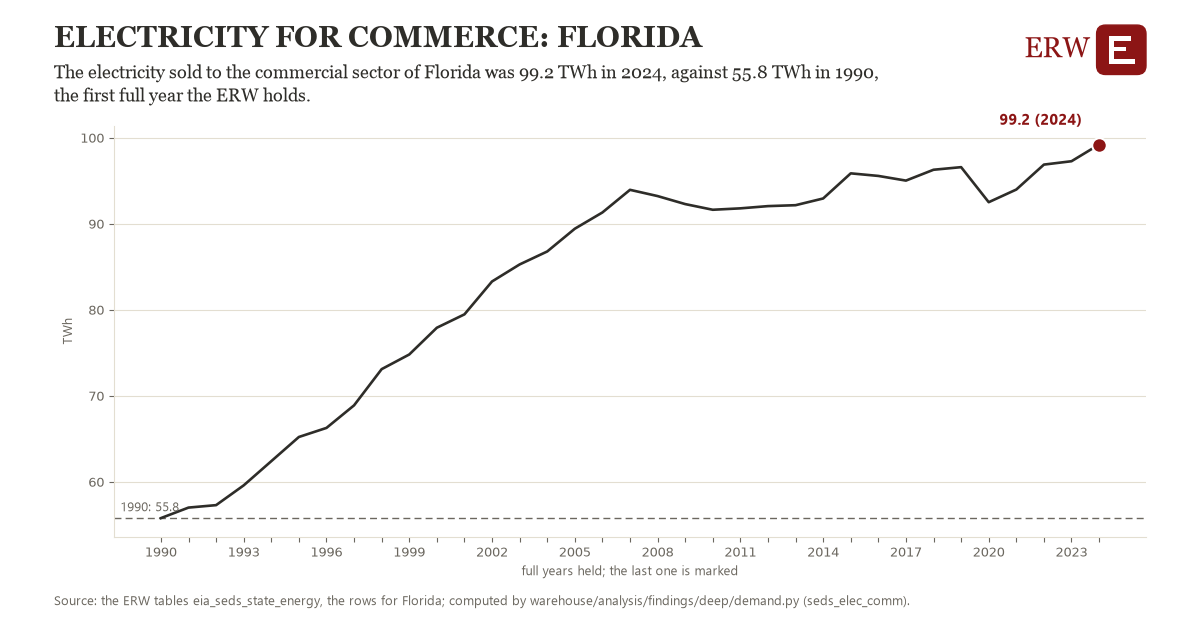 ELECTRICITY FOR COMMERCE: FLORIDA
The electricity sold to the commercial sector of Florida was 99.2 TWh in 2024, against 55.8 TWh in 1990,
the first full year the ERW holds.
ERW E
99.2 (2024)
100
90
80
70
60
TWh
1990: 55.8
1990 1993 1996 1999 2002 2005 2008 2011 2014 2017 2020 2023
full years held; the last one is marked
Source: the ERW tables eia_seds_state_energy, the rows for Florida; computed by warehouse/analysis/findings/deep/demand.py (seds_elec_comm).